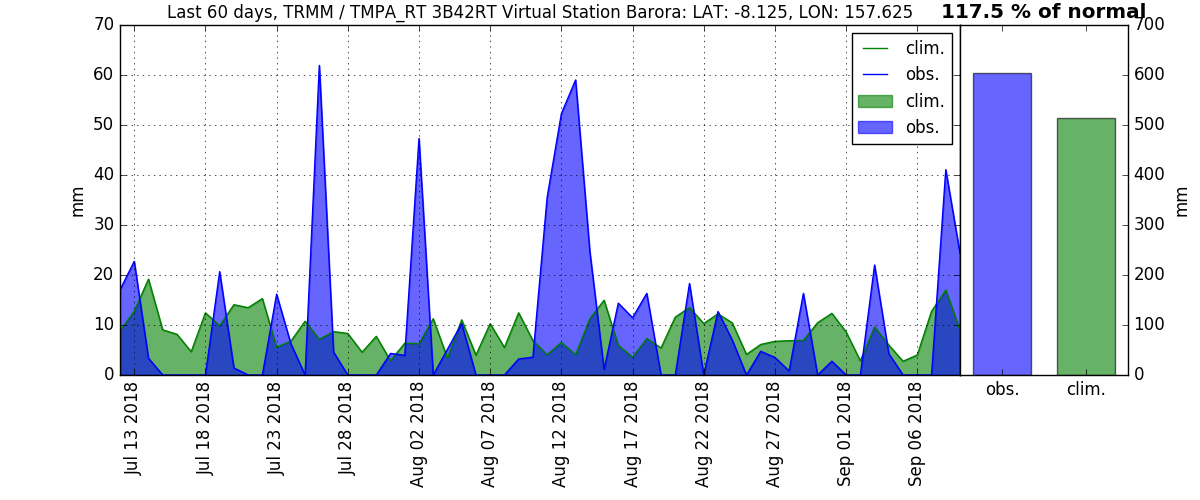 Last 60 days, TRMM / TMPA_RT 3B42RT Virtual Station Barora: LAT: -8.125, LON: 157.625
117.5 % of normal
70
60
50
40
30
20
10
0
mm
clim.
obs.
clim.
obs.
700
600
500
400
300
200
100
0
mm
Jul 13 2018
Jul 18 2018
Jul 23 2018
Jul 28 2018
Aug 02 2018
Aug 07 2018
Aug 12 2018
Aug 17 2018
Aug 22 2018
Aug 27 2018
Sep 01 2018
Sep 06 2018
obs.
clim.